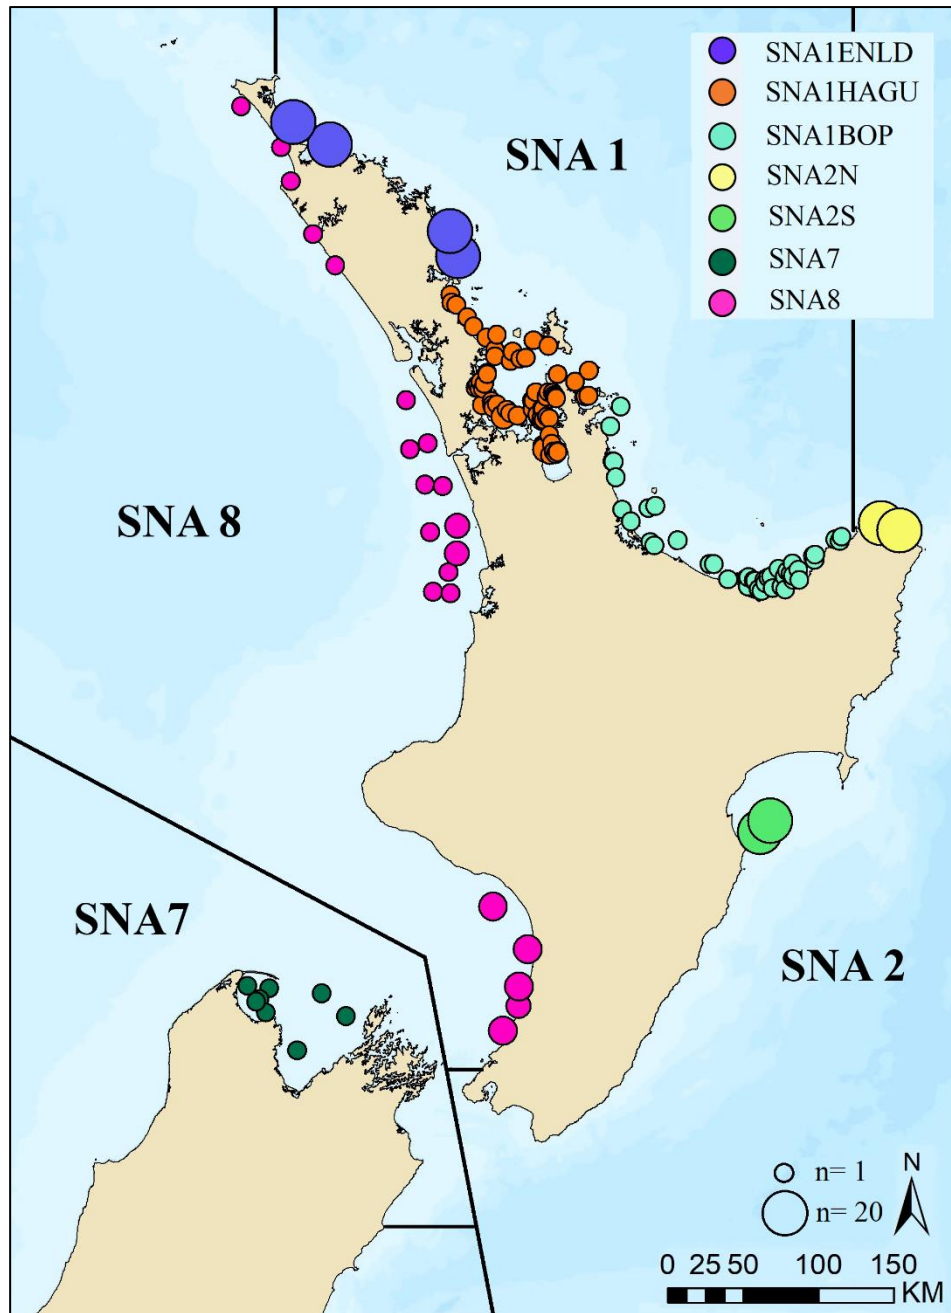 SNA1ENLD
SNA1HAGU
SNA 1
SNA1BOP
SNA2N
SNA2S
SNA7
SNA8
SNA 8
SNA7
SNA 2
n= 1
N
n= 20
0 25 50 100 150
KM